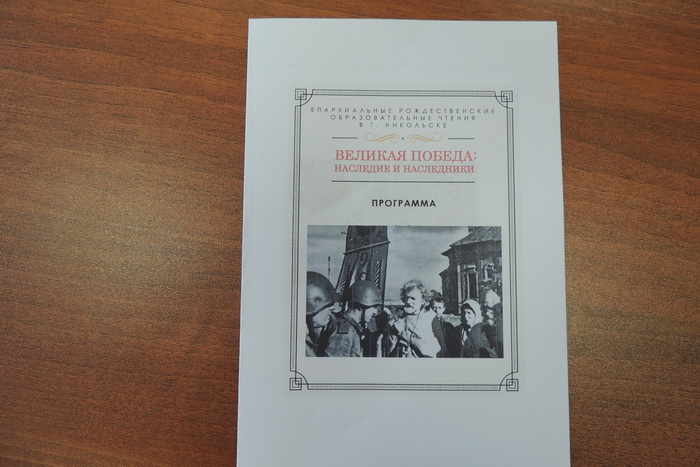 ЕПАРХИАЛЬНЫЕ РОЖДЕСТВЕНСКИЕ
ОБРАЗОВАТЕЛЬНЫЕ ЧТЕНИЯ
В Г. НИКОЛЬСКЕ
ВЕЛИКАЯ ПОБЕДА:
НАСЛЕДИЕ И НАСЛЕДНИКИ
ПРОГРАММА